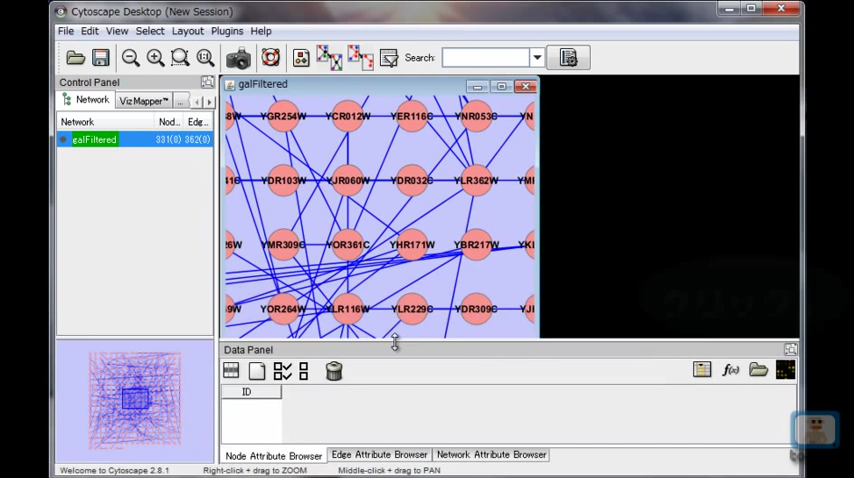 Cytoscape Desktop (New Session)
File Edit View Select Layout Plugins Help
Search:
Control Panel
Network VizMapper™ ...
Network Nod... Edg...
galFiltered 331(0) 362(0)
galFiltered
YGR254W YCR012W YER116C YNR053C YN
YDR103W YJR060W YDR032C YLR362W
YMR309C YOR361C YHR171W YBR217W
YOR264W YLR116W YLR229C YDR309C
Data Panel
f(x)
ID
Node Attribute Browser Edge Attribute Browser Network Attribute Browser
Welcome to Cytoscape 2.8.1 Right-click + drag to ZOOM Middle-click + drag to PAN